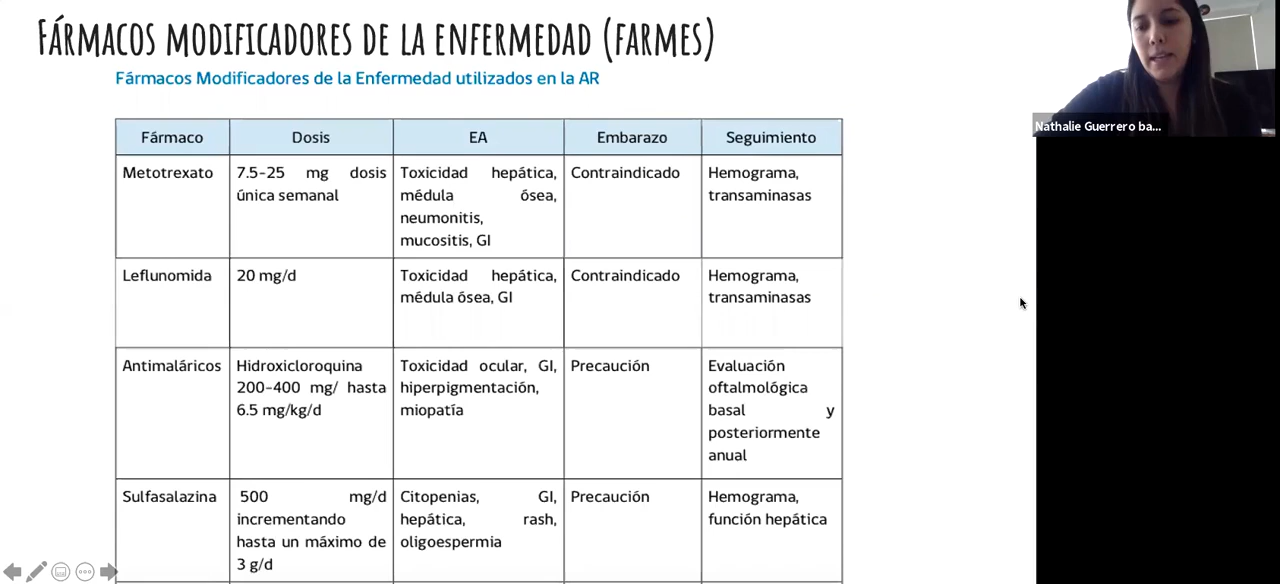 FÁRMACOS MODIFICADORES DE LA ENFERMEDAD (FARMES)
Fármacos Modificadores de la Enfermedad utilizados en la AR
Fármaco Dosis EA Embarazo Seguimiento
Metotrexato 7.5-25 mg dosis Toxicidad hepática, Contraindicado Hemograma,
única semanal médula ósea, transaminasas
neumonitis,
mucositis, GI
Leflunomida 20 mg/d Toxicidad hepática, Contraindicado Hemograma,
médula ósea, GI transaminasas
Antimaláricos Hidroxicloroquina Toxicidad ocular, GI, Precaución Evaluación
200-400 mg/ hasta hiperpigmentación, oftalmológica
6.5 mg/kg/d miopatía basal y
posteriormente
anual
Sulfasalazina 500 mg/d Citopenias, GI, Precaución Hemograma,
incrementando hepática, rash, función hepática
hasta un máximo de oligoespermia
3 g/d
Nathalie Guerrero ba...